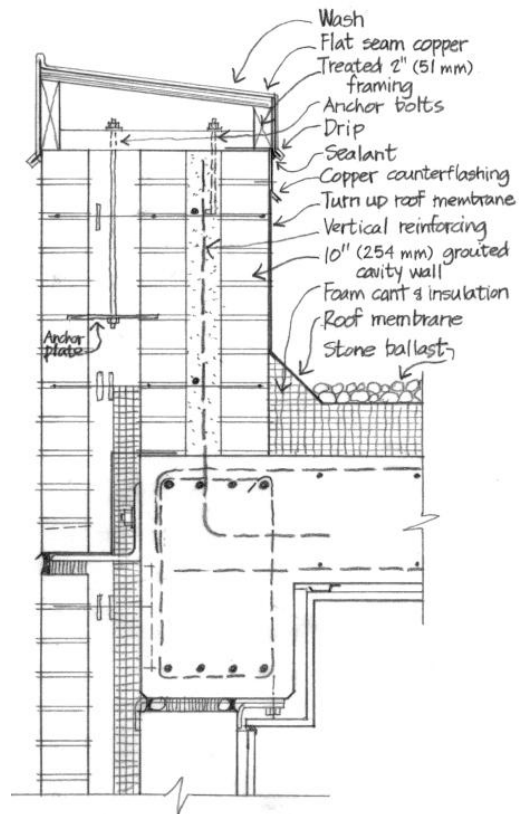 Wash
Flat seam copper
Treated 2" (51 mm)
framing
Anchor bolts
Drip
Sealant
Copper counterflashing
Turn up roof membrane
Vertical reinforcing
10" (254 mm) grouted
cavity wall
Foam cant & insulation
Roof membrane
Stone ballast
Anchor
plate